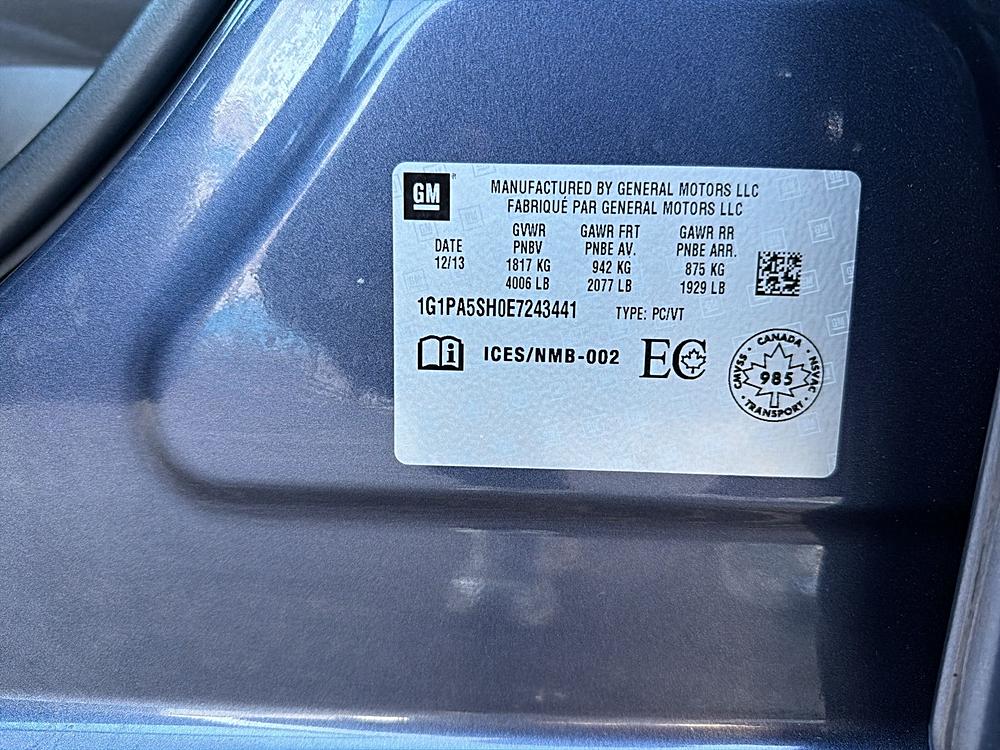 GM
MANUFACTURED BY GENERAL MOTORS LLC
FABRIQUÉ PAR GENERAL MOTORS LLC
DATE
12/13
GVWR
PNBV
1817 KG
4006 LB
GAWR FRT
PNBE AV.
942 KG
2077 LB
GAWR RR
PNBE ARR.
875 KG
1929 LB
1G1PA5SH0E7243441 TYPE: PC/VT
i ICES/NMB-002 EC
CANADA
CMVSS · NSVAC
985
· TRANSPORT ·